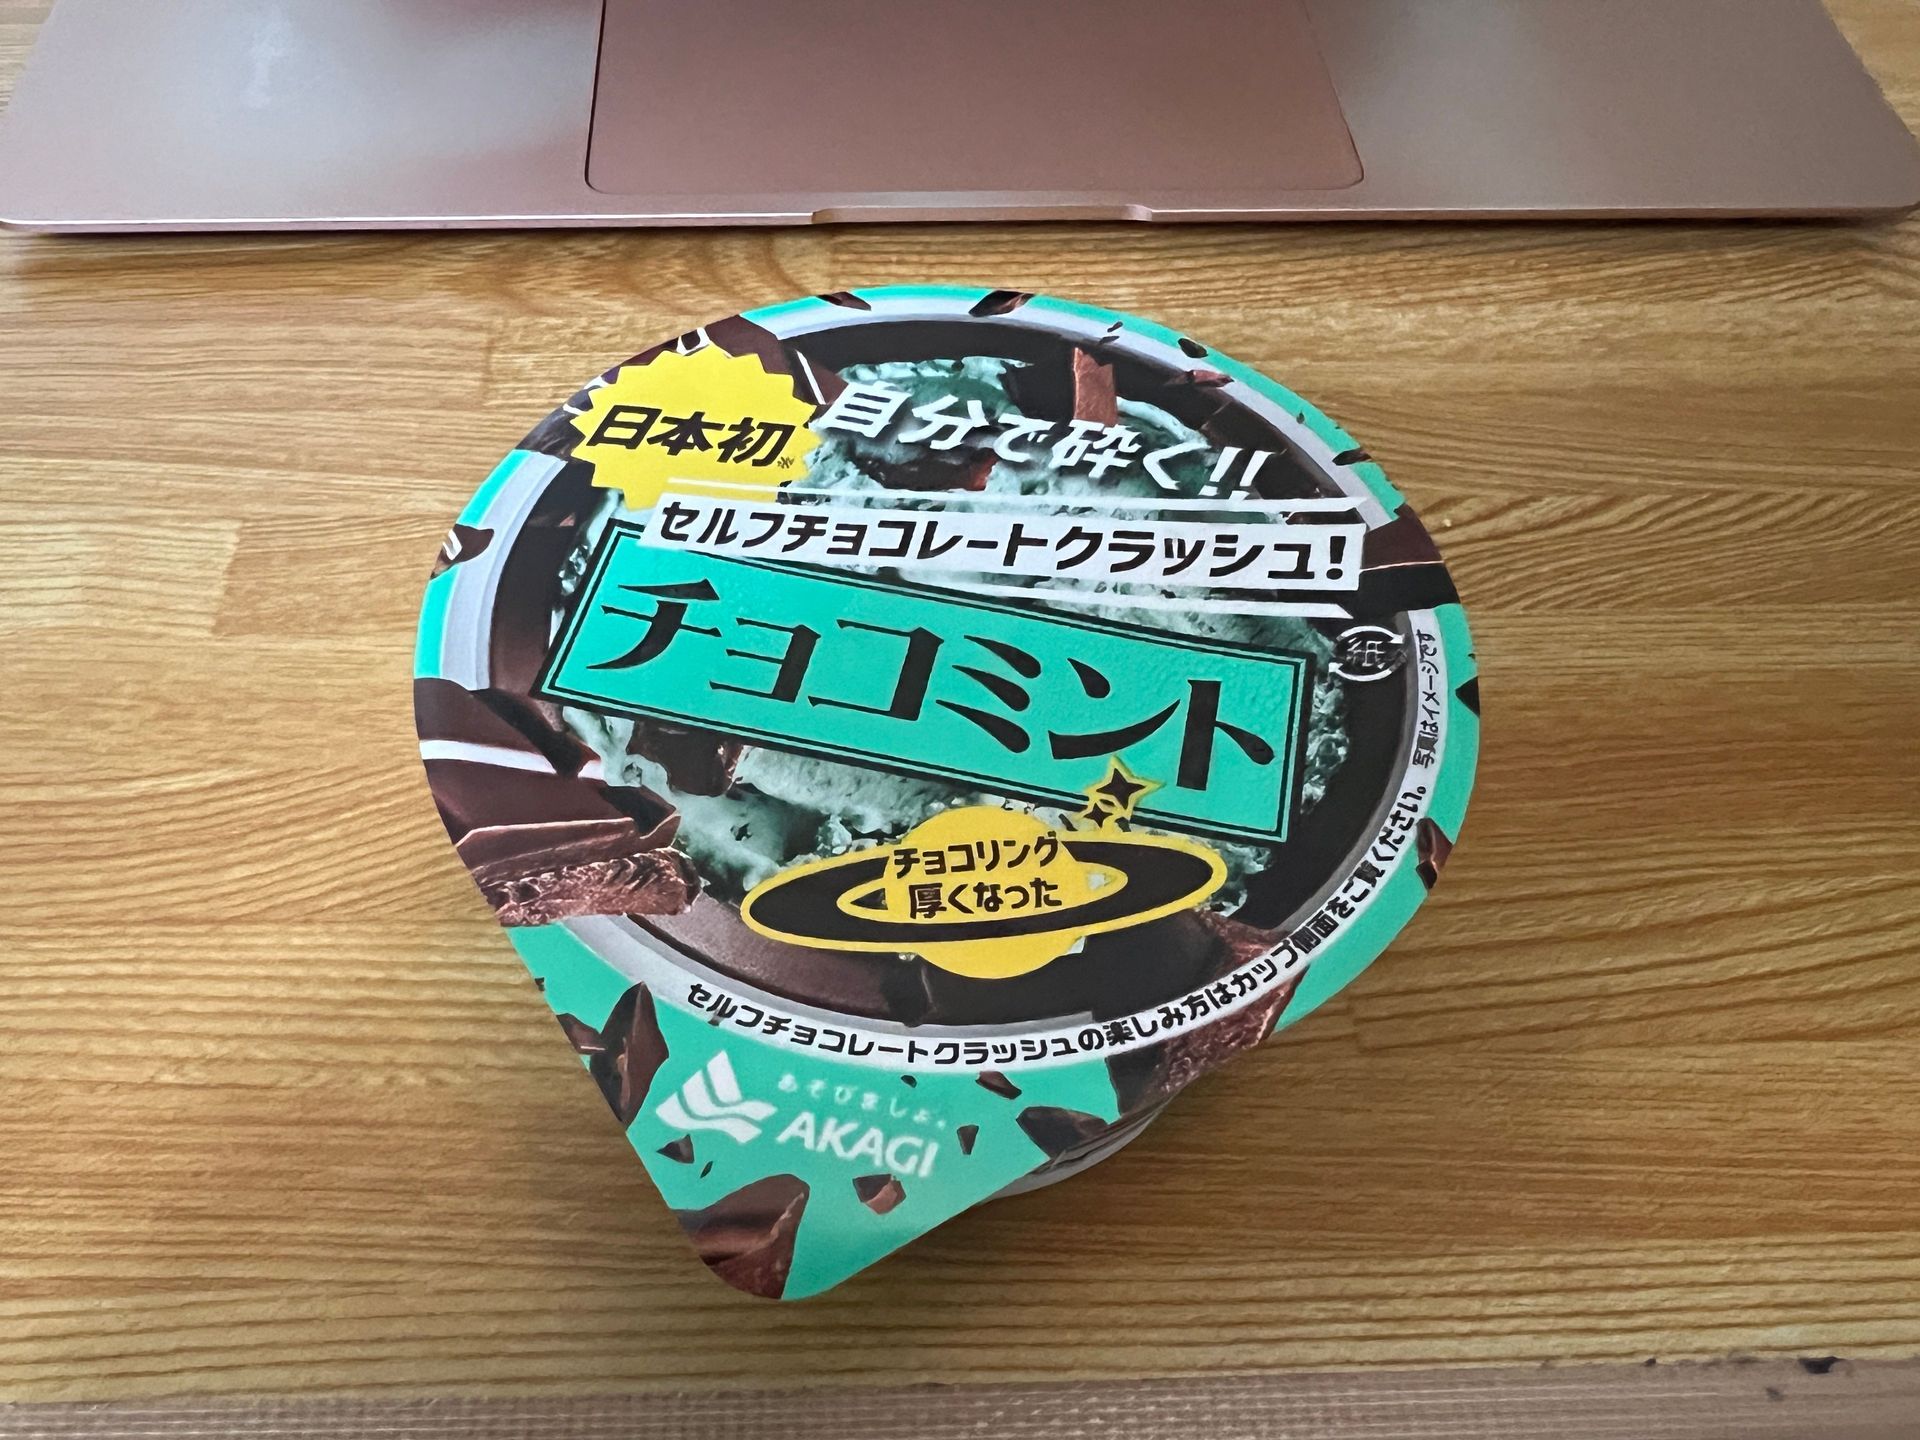 日本初
自分で砕く!!
セルフチョコレートクラッシュ!
チョコミント
紙
チョコリング
厚くなった
セルフチョコレートクラッシュの楽しみ方はカップ側面をご覧ください。 写真はイメージです
あそびましょ。
AKAGI